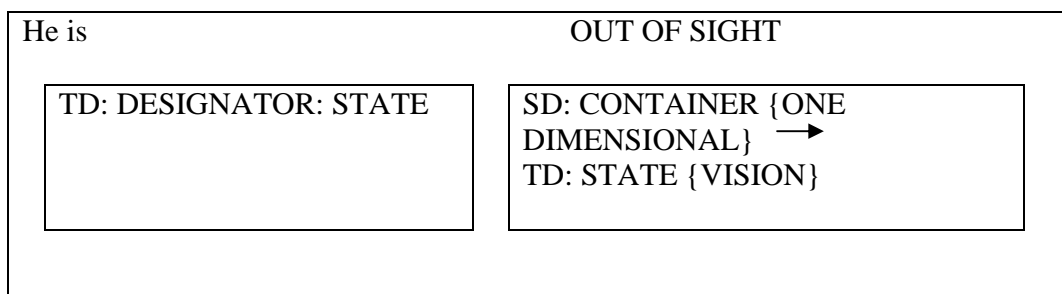 He is OUT OF SIGHT
TD: DESIGNATOR: STATE
SD: CONTAINER {ONE
DIMENSIONAL}
TD: STATE {VISION}